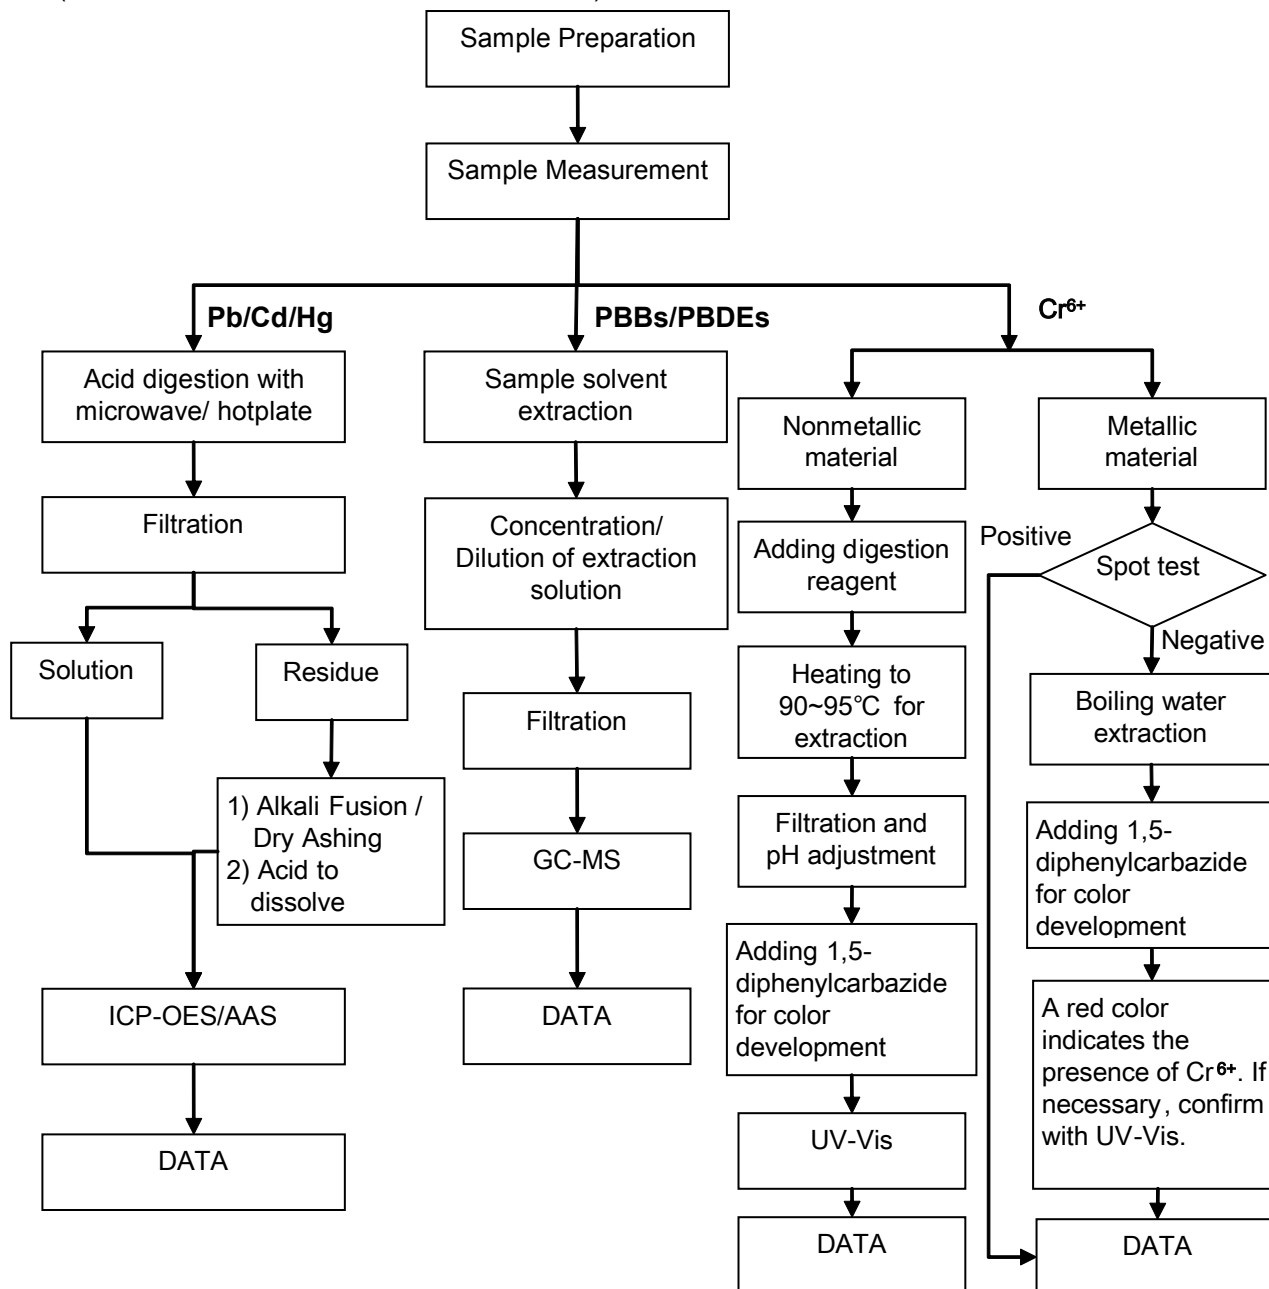 Sample Preparation
Sample Measurement
Pb/Cd/Hg
PBBs/PBDEs
Cr6+
Acid digestion with
microwave/ hotplate
Filtration
Solution
Residue
1) Alkali Fusion /
Dry Ashing
2) Acid to
dissolve
ICP-OES/AAS
DATA
Sample solvent
extraction
Concentration/
Dilution of extraction
solution
Filtration
GC-MS
DATA
Nonmetallic
material
Adding digestion
reagent
Heating to
90~95℃ for
extraction
Filtration and
pH adjustment
Adding 1,5-
diphenylcarbazide
for color
development
UV-Vis
DATA
Metallic
material
Positive
Spot test
Negative
Boiling water
extraction
Adding 1,5-
diphenylcarbazide
for color
development
A red color
indicates the
presence of Cr6+. If
necessary, confirm
with UV-Vis.
DATA